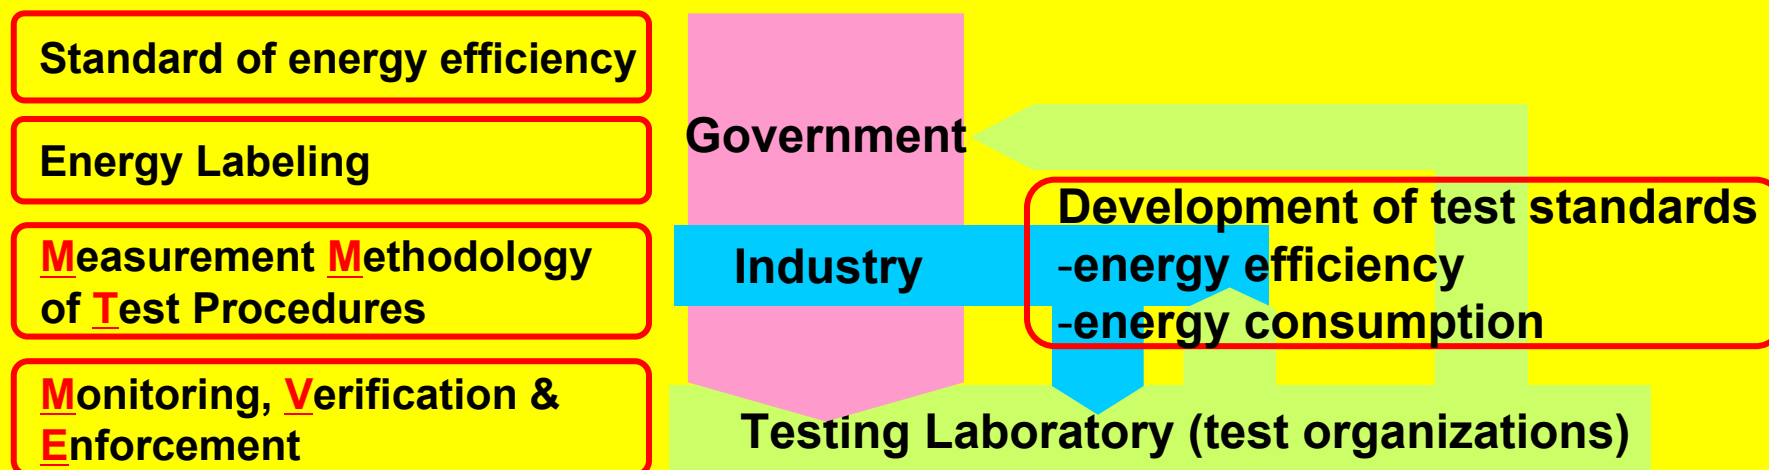 Standard of energy efficiency
Energy Labeling
Measurement Methodology
of Test Procedures
Monitoring, Verification &
Enforcement
Government
Industry
Development of test standards
-energy efficiency
-energy consumption
Testing Laboratory (test organizations)